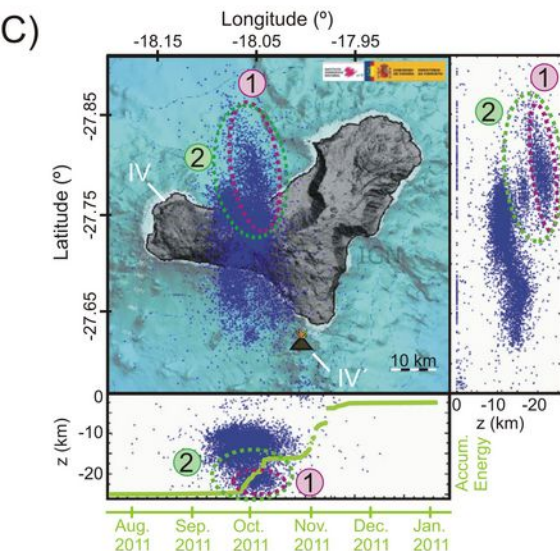 C)
Longitude (º)
-18.15 -18.05 -17.95
Latitude (º)
-27.85
-27.75
-27.65
1
2
IV
IV´
10 km
1
2
0 -10 -20
z (km)
z (km)
0
-10
-20
2
1
Accum.
Energy
Aug. Sep. Oct. Nov. Dec. Jan.
2011 2011 2011 2011 2011 2011